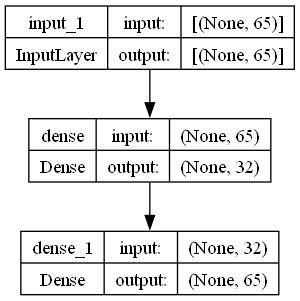 input_1 input: [(None, 65)]
InputLayer output: [(None, 65)]
dense input: (None, 65)
Dense output: (None, 32)
dense_1 input: (None, 32)
Dense output: (None, 65)